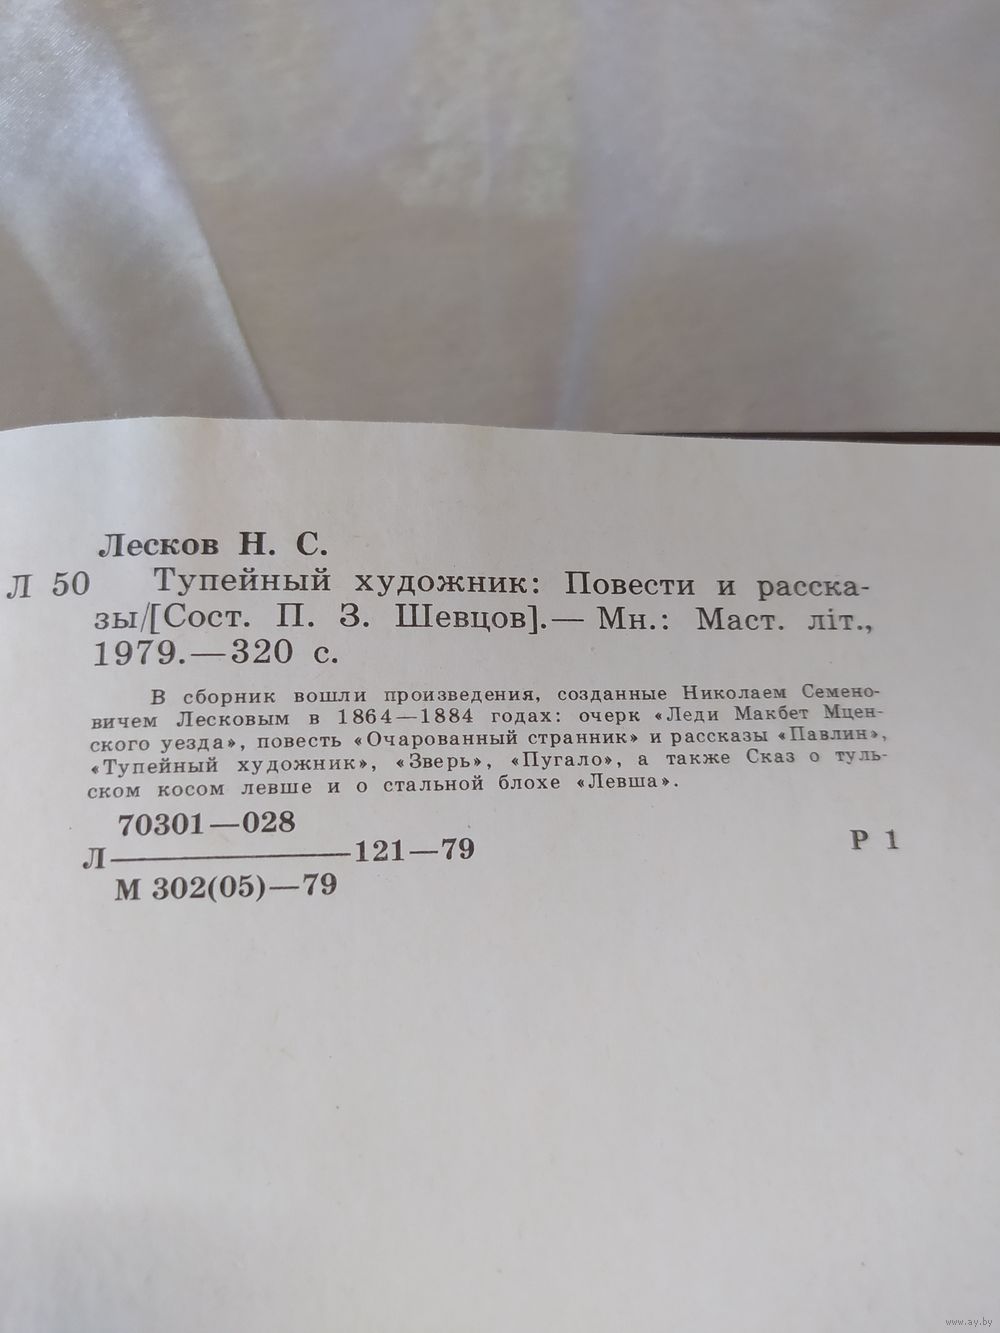 Лесков Н. С.
Л 50 Тупейный художник: Повести и расска-
зы/[Сост. П. З. Шевцов].— Мн.: Маст. літ.,
1979.—320 с.
В сборник вошли произведения, созданные Николаем Семено-
вичем Лесковым в 1864—1884 годах: очерк «Леди Макбет Мцен-
ского уезда», повесть «Очарованный странник» и рассказы «Павлин»,
«Тупейный художник», «Зверь», «Пугало», а также Сказ о туль-
ском косом левше и о стальной блохе «Левша».
70301—028
Л————121—79 Р 1
М 302(05)—79
www.ay.by